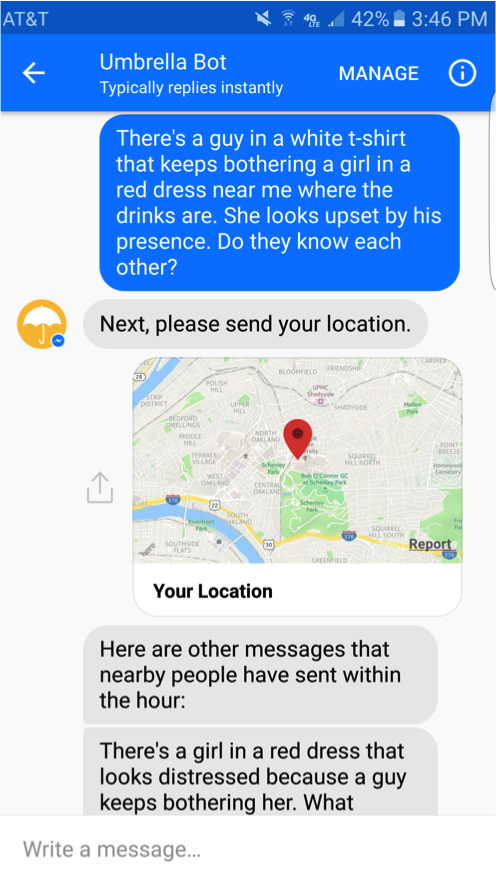 AT&T 4G LTE 42% 3:46 PM
Umbrella Bot
Typically replies instantly
MANAGE
There's a guy in a white t-shirt
that keeps bothering a girl in a
red dress near me where the
drinks are. She looks upset by his
presence. Do they know each
other?
Next, please send your location.
LARIMER
BLOOMFIELD FRIENDSHIP
28
POLISH
HILL
UPMC
Shadyside
STRIP
DISTRICT
UPPER
HILL
SHADYSIDE
Mellon
Park
BEDFORD
DWELLINGS
MIDDLE
HILL
NORTH
OAKLAND
POINT
BREEZE
TERRACE
VILLAGE
SQUIRREL
HILL NORTH
Schenley
Park
Homewood
Cemetery
WEST
OAKLAND
Bob O'Connor GC
at Schenley Park
CENTRAL
OAKLAND
376
22
Schenley
Park
SOUTH
OAKLAND
Riverfront
Park
SQUIRREL
HILL SOUTH
376
SOUTHSIDE
FLATS
30
Report
376
GREENFIELD
Your Location
Here are other messages that
nearby people have sent within
the hour:
There's a girl in a red dress that
looks distressed because a guy
keeps bothering her. What
Write a message...